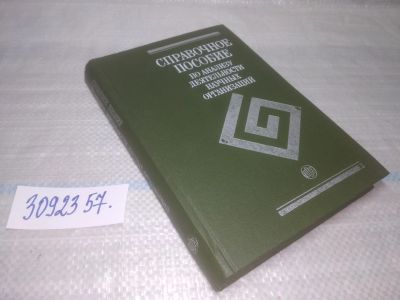 СПРАВОЧНОЕ
ПОСОБИЕ
ПО АНАЛИЗУ
ДЕЯТЕЛЬНОСТИ
НАУЧНЫХ
ОРГАНИЗАЦИЙ
3092357.